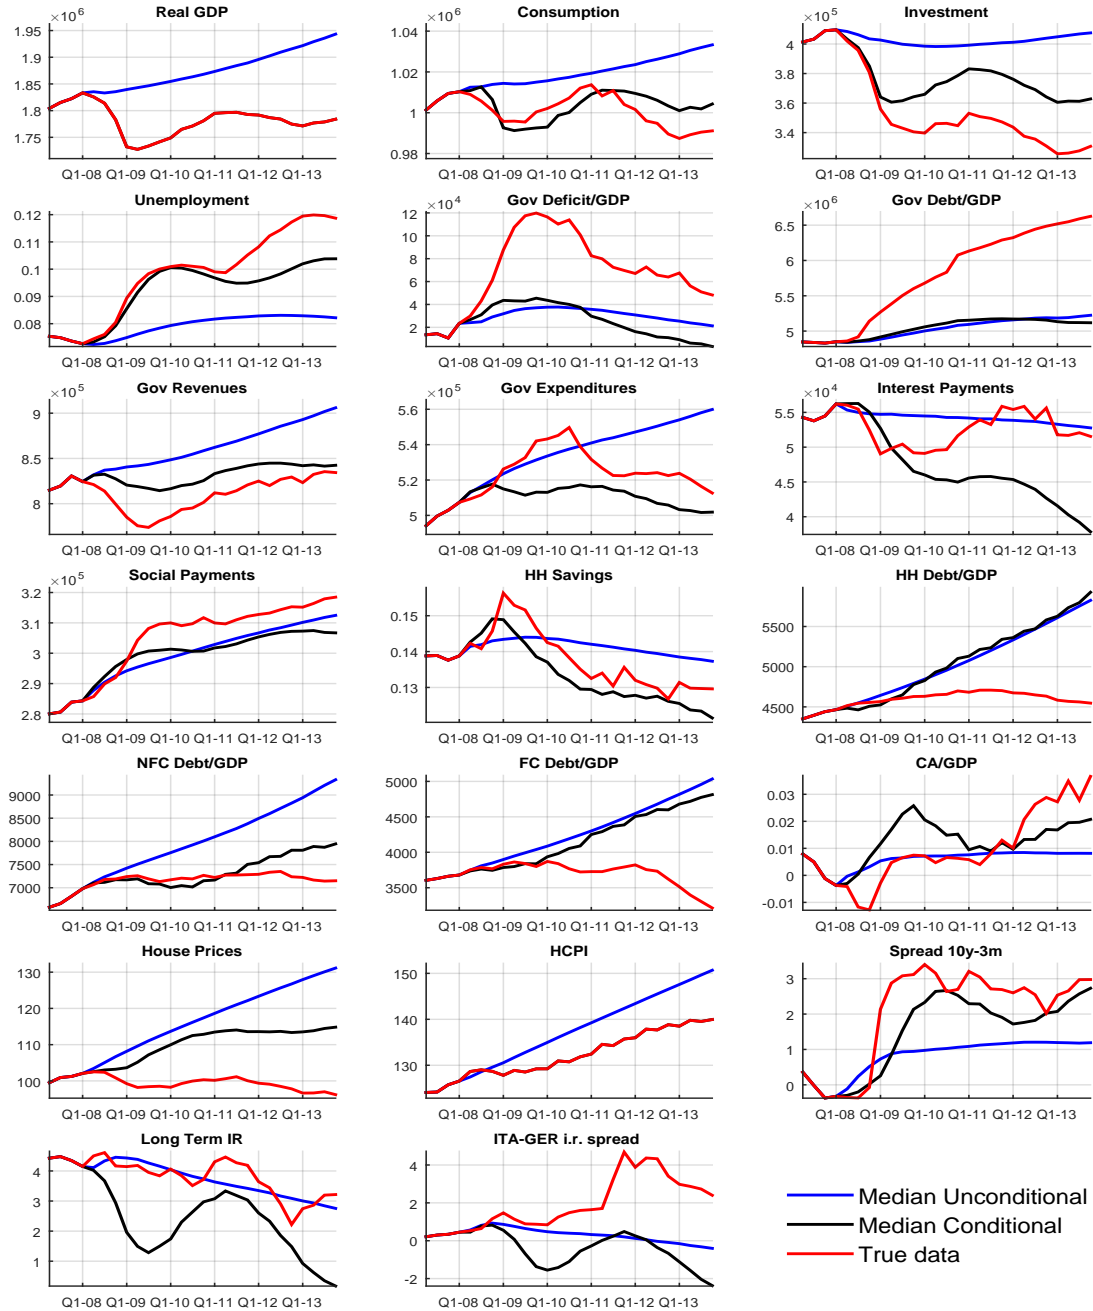 Real GDP
×10⁶
1.95
1.9
1.85
1.8
1.75
Q1-08 Q1-09 Q1-10 Q1-11 Q1-12 Q1-13
Consumption
×10⁶
1.04
1.02
1
0.98
Q1-08 Q1-09 Q1-10 Q1-11 Q1-12 Q1-13
Investment
×10⁵
4
3.8
3.6
3.4
Q1-08 Q1-09 Q1-10 Q1-11 Q1-12 Q1-13
Unemployment
0.12
0.11
0.1
0.09
0.08
Q1-08 Q1-09 Q1-10 Q1-11 Q1-12 Q1-13
Gov Deficit/GDP
×10⁴
12
10
8
6
4
2
Q1-08 Q1-09 Q1-10 Q1-11 Q1-12 Q1-13
Gov Debt/GDP
×10⁶
6.5
6
5.5
5
Q1-08 Q1-09 Q1-10 Q1-11 Q1-12 Q1-13
Gov Revenues
×10⁵
9
8.5
8
Q1-08 Q1-09 Q1-10 Q1-11 Q1-12 Q1-13
Gov Expenditures
×10⁵
5.6
5.4
5.2
5
Q1-08 Q1-09 Q1-10 Q1-11 Q1-12 Q1-13
Interest Payments
×10⁴
5.5
5
4.5
4
Q1-08 Q1-09 Q1-10 Q1-11 Q1-12 Q1-13
Social Payments
×10⁵
3.2
3.1
3
2.9
2.8
Q1-08 Q1-09 Q1-10 Q1-11 Q1-12 Q1-13
HH Savings
0.15
0.14
0.13
Q1-08 Q1-09 Q1-10 Q1-11 Q1-12 Q1-13
HH Debt/GDP
5500
5000
4500
Q1-08 Q1-09 Q1-10 Q1-11 Q1-12 Q1-13
NFC Debt/GDP
9000
8500
8000
7500
7000
Q1-08 Q1-09 Q1-10 Q1-11 Q1-12 Q1-13
FC Debt/GDP
5000
4500
4000
3500
Q1-08 Q1-09 Q1-10 Q1-11 Q1-12 Q1-13
CA/GDP
0.03
0.02
0.01
0
-0.01
Q1-08 Q1-09 Q1-10 Q1-11 Q1-12 Q1-13
House Prices
130
120
110
100
Q1-08 Q1-09 Q1-10 Q1-11 Q1-12 Q1-13
HCPI
150
140
130
Q1-08 Q1-09 Q1-10 Q1-11 Q1-12 Q1-13
Spread 10y-3m
3
2
1
0
Q1-08 Q1-09 Q1-10 Q1-11 Q1-12 Q1-13
Long Term IR
4
3
2
1
Q1-08 Q1-09 Q1-10 Q1-11 Q1-12 Q1-13
ITA-GER i.r. spread
4
2
0
-2
Q1-08 Q1-09 Q1-10 Q1-11 Q1-12 Q1-13
Median Unconditional
Median Conditional
True data